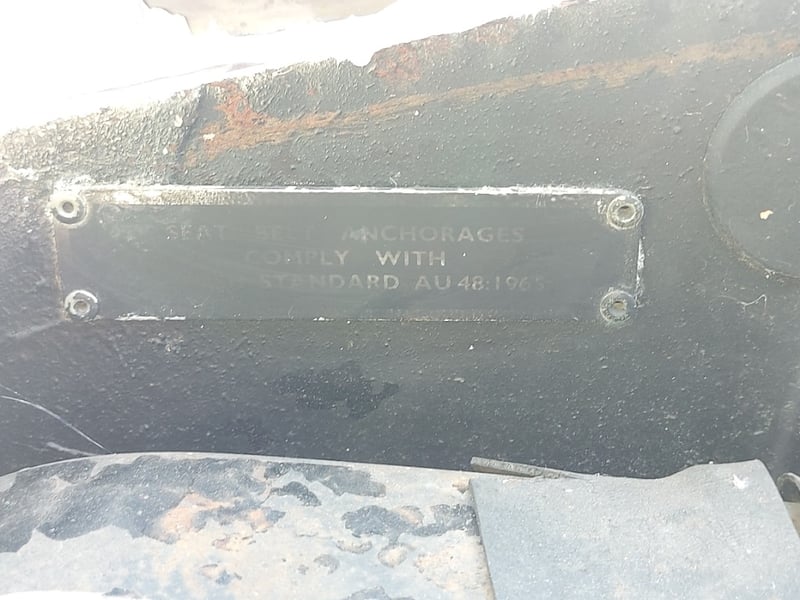 SEAT BELT ANCHORAGES
COMPLY WITH
STANDARD AU 48:1965